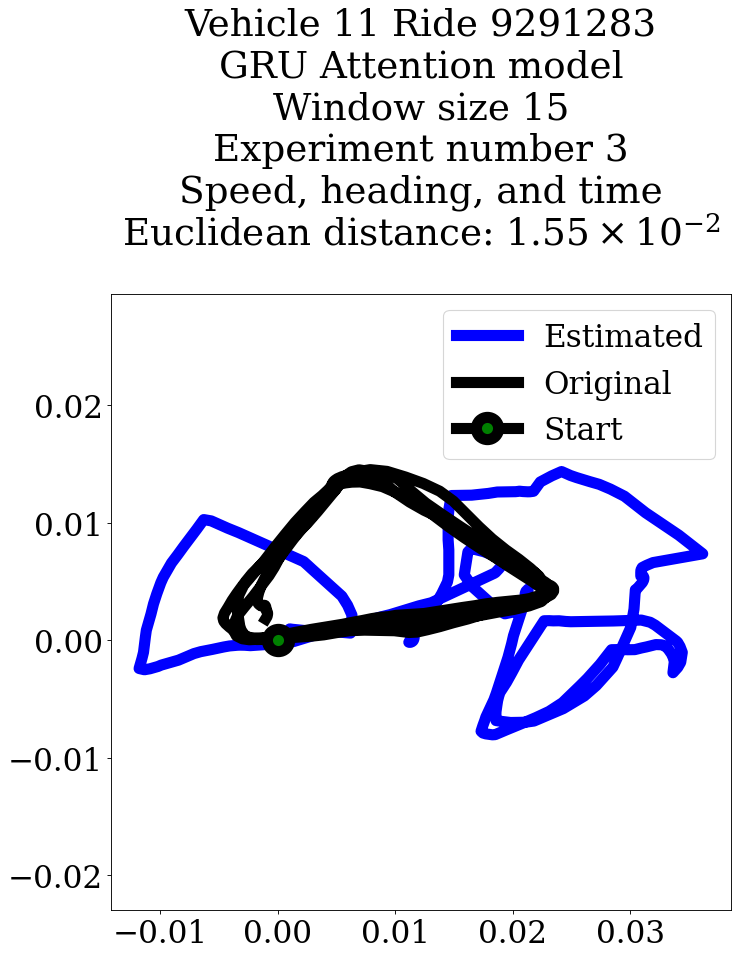 Vehicle 11 Ride 9291283
GRU Attention model
Window size 15
Experiment number 3
Speed, heading, and time
Euclidean distance: 1.55 × 10⁻²
Estimated
Original
Start
0.02
0.01
0.00
−0.01
−0.02
−0.01 0.00 0.01 0.02 0.03